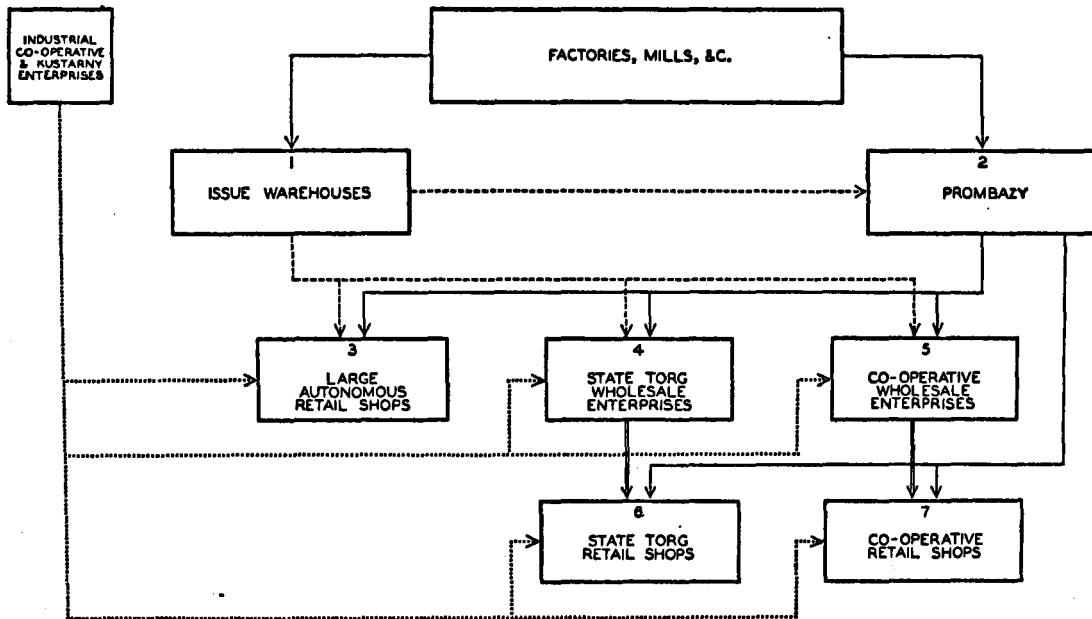 INDUSTRIAL
CO-OPERATIVE
& KUSTARNY
ENTERPRISES
FACTORIES, MILLS, &C.
1
ISSUE WAREHOUSES
2
PROMBAZY
3
LARGE
AUTONOMOUS
RETAIL SHOPS
4
STATE TORG
WHOLESALE
ENTERPRISES
5
CO-OPERATIVE
WHOLESALE
ENTERPRISES
6
STATE TORG
RETAIL SHOPS
7
CO-OPERATIVE
RETAIL SHOPS